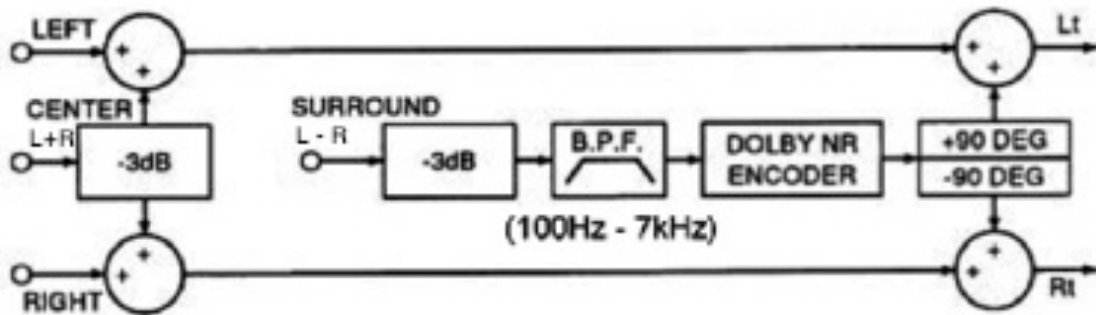 LEFT
Lt
+
+
+
+
CENTER
L+R
-3dB
SURROUND
L - R
-3dB
B.P.F.
DOLBY NR
ENCODER
+90 DEG
-90 DEG
(100Hz - 7kHz)
+
+
+
+
RIGHT
Rt